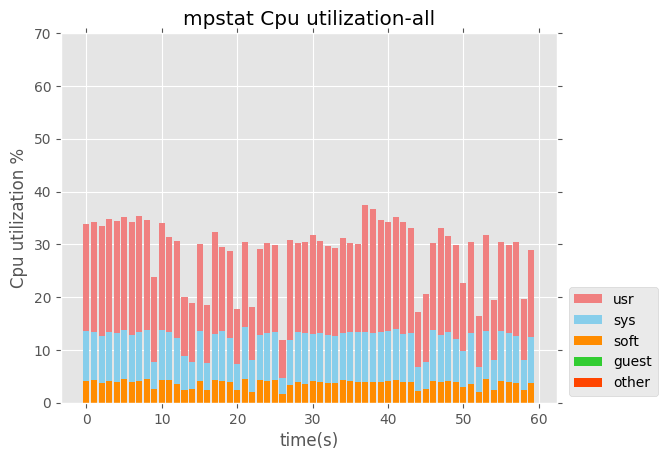 mpstat Cpu utilization-all
70
60
50
40
30
20
10
0
Cpu utilization %
0 10 20 30 40 50 60
time(s)
usr
sys
soft
guest
other